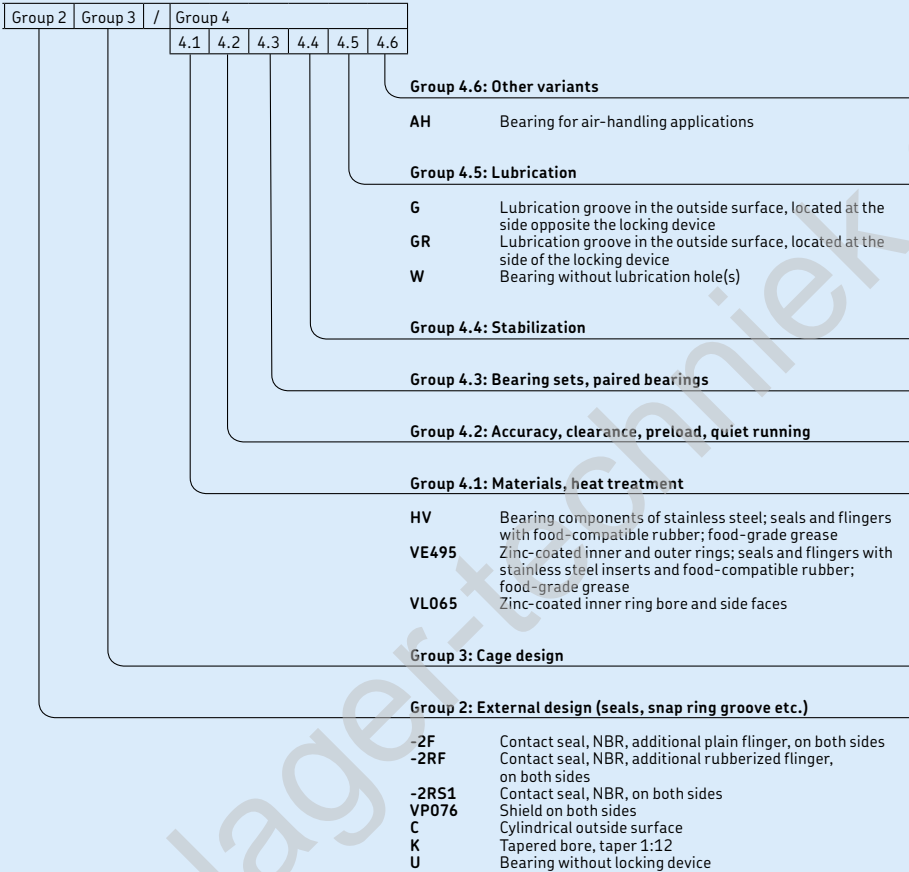 Group 2 Group 3 / Group 4
4.1 4.2 4.3 4.4 4.5 4.6
Group 4.6: Other variants
AH Bearing for air-handling applications
Group 4.5: Lubrication
G Lubrication groove in the outside surface, located at the
side opposite the locking device
GR Lubrication groove in the outside surface, located at the
side of the locking device
W Bearing without lubrication hole(s)
Group 4.4: Stabilization
Group 4.3: Bearing sets, paired bearings
Group 4.2: Accuracy, clearance, preload, quiet running
Group 4.1: Materials, heat treatment
HV Bearing components of stainless steel; seals and flingers
with food-compatible rubber; food-grade grease
VE495 Zinc-coated inner and outer rings; seals and flingers with
stainless steel inserts and food-compatible rubber;
food-grade grease
VL065 Zinc-coated inner ring bore and side faces
Group 3: Cage design
Group 2: External design (seals, snap ring groove etc.)
-2F Contact seal, NBR, additional plain flinger, on both sides
-2RF Contact seal, NBR, additional rubberized flinger,
on both sides
-2RS1 Contact seal, NBR, on both sides
VP076 Shield on both sides
C Cylindrical outside surface
K Tapered bore, taper 1:12
U Bearing without locking device
lager-techniek